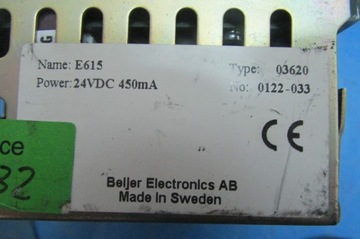 Name: E615 Type: 03620
Power: 24VDC 450mA No: 0122-033
CE
ce
32
Beijer Electronics AB
Made in Sweden